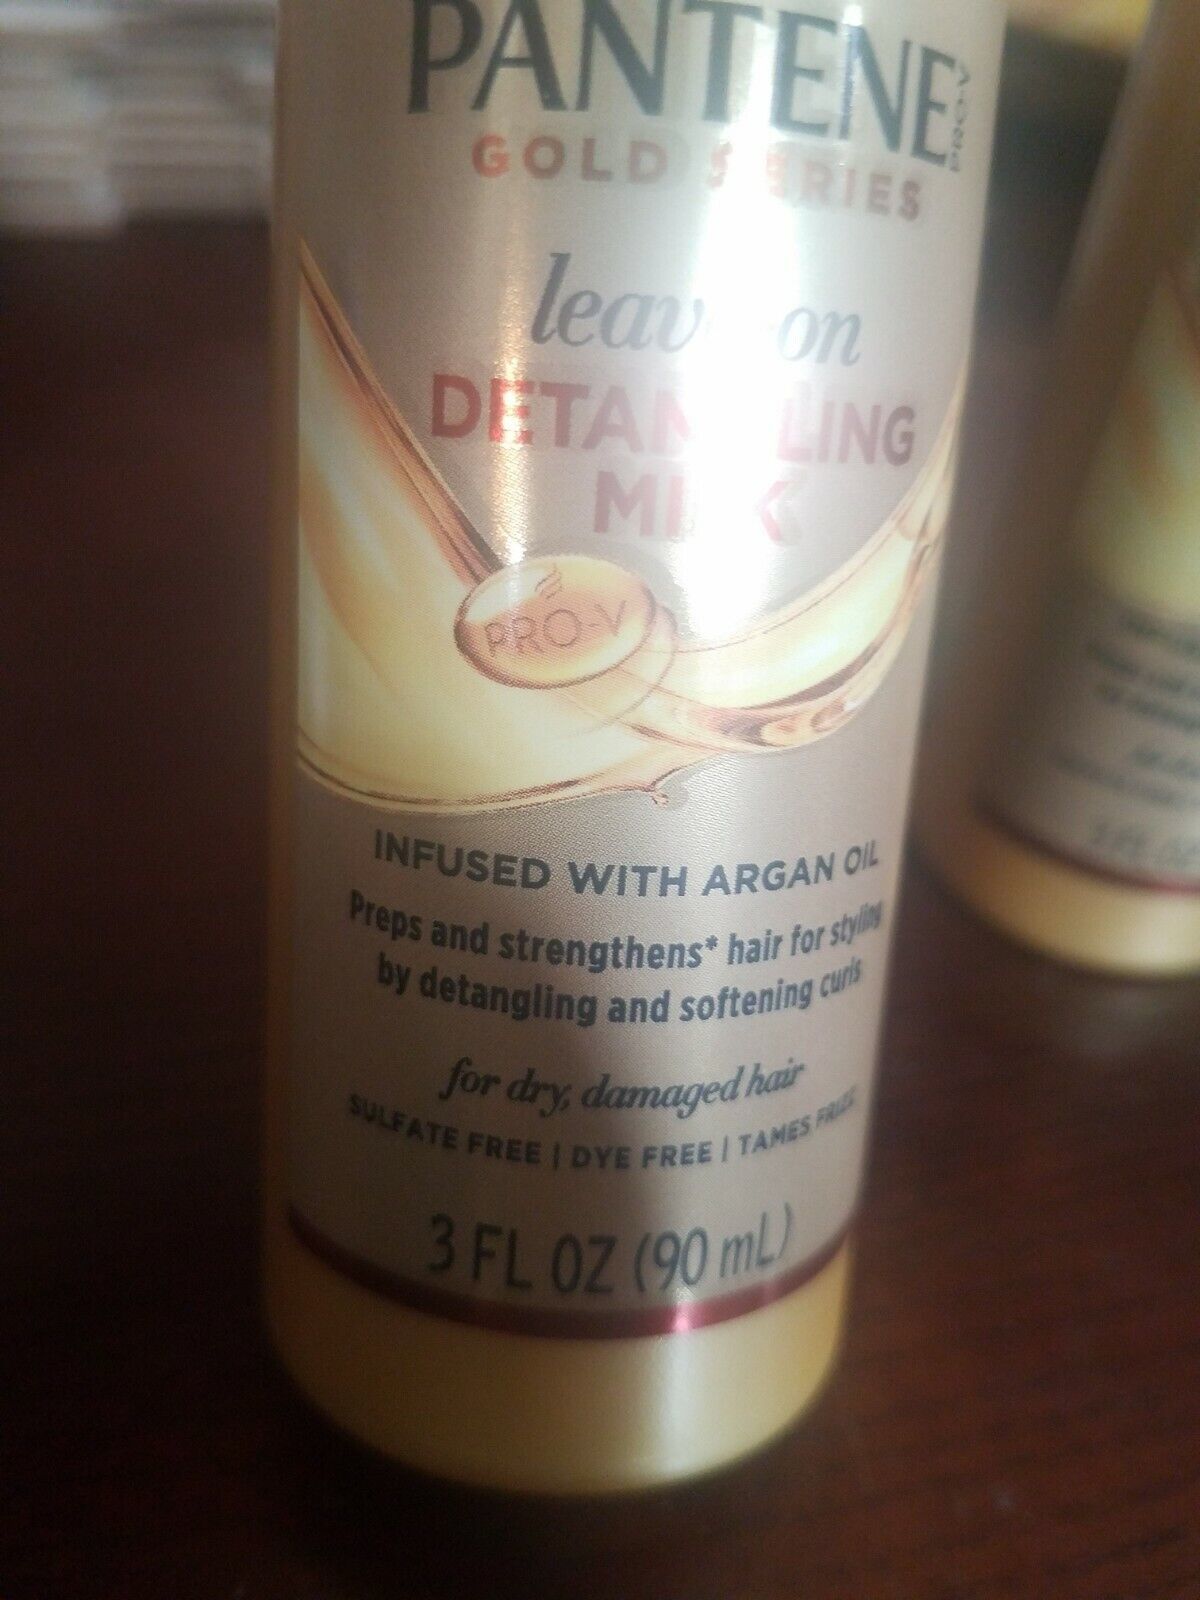 PANTENE
PRO-V
GOLD SERIES
leave-on
DETANGLING
MILK
PRO-V
INFUSED WITH ARGAN OIL
Preps and strengthens* hair for styling
by detangling and softening curls
for dry, damaged hair
SULFATE FREE | DYE FREE | TAMES FRIZZ
3 FL OZ (90 mL)